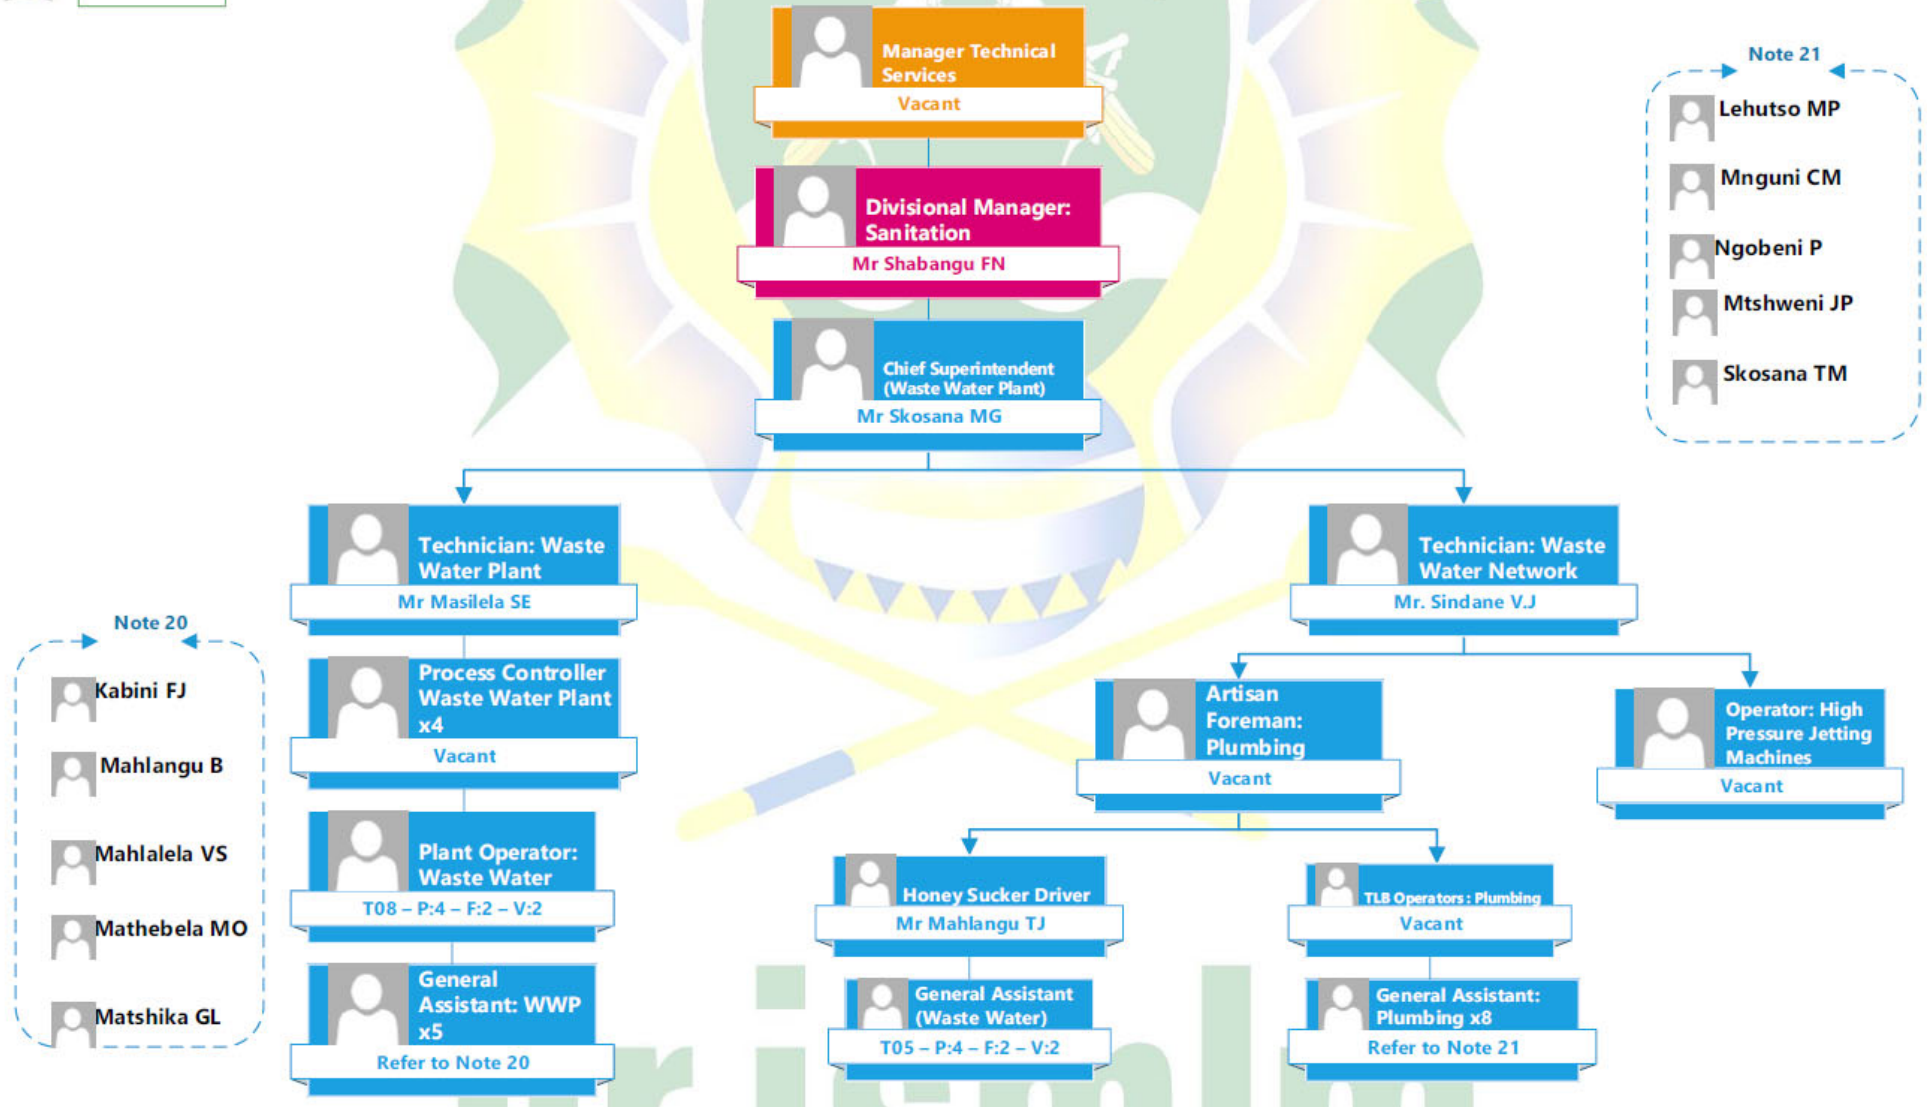 Manager Technical
Services
Vacant
Divisional Manager:
Sanitation
Mr Shabangu FN
Chief Superintendent
(Waste Water Plant)
Mr Skosana MG
Note 21
Lehutso MP
Mnguni CM
Ngobeni P
Mtshweni JP
Skosana TM
Technician: Waste
Water Plant
Mr Masilela SE
Technician: Waste
Water Network
Mr. Sindane V.J
Note 20
Kabini FJ
Mahlangu B
Mahlalela VS
Mathebela MO
Matshika GL
Process Controller
Waste Water Plant
x4
Vacant
Artisan
Foreman:
Plumbing
Vacant
Operator: High
Pressure Jetting
Machines
Vacant
Plant Operator:
Waste Water
T08 – P:4 – F:2 – V:2
Honey Sucker Driver
Mr Mahlangu TJ
TLB Operators : Plumbing
Vacant
General
Assistant: WWP
x5
Refer to Note 20
General Assistant
(Waste Water)
T05 – P:4 – F:2 – V:2
General Assistant:
Plumbing x8
Refer to Note 21